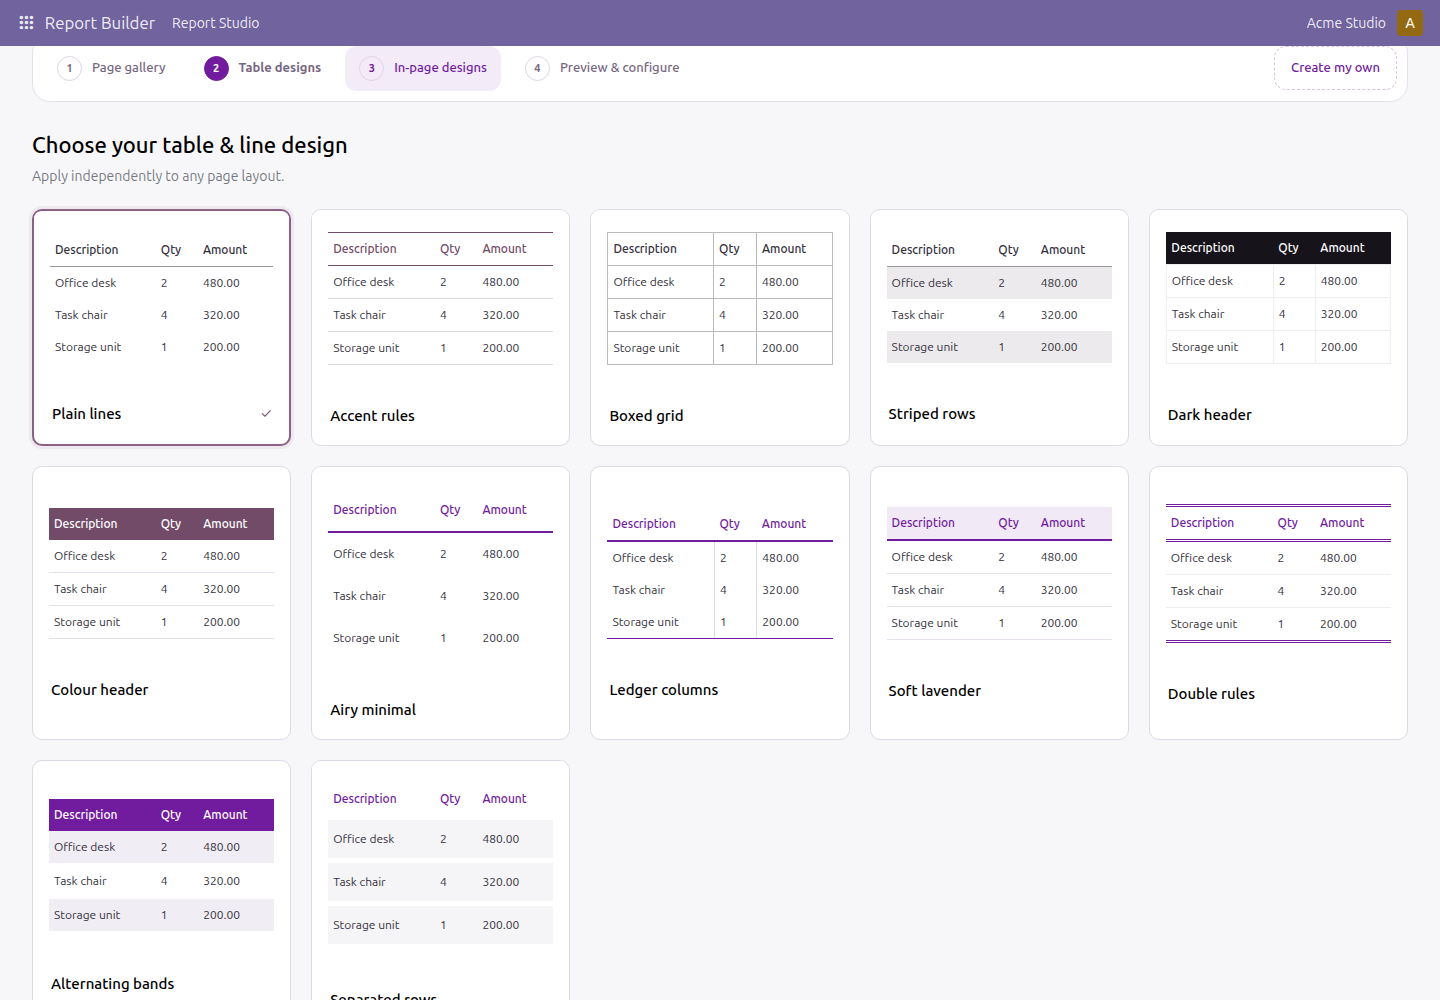 Report Builder Report Studio Acme Studio A
1 Page gallery 2 Table designs 3 In-page designs 4 Preview & configure Create my own
Choose your table & line design
Apply independently to any page layout.
Description Qty Amount
Office desk 2 480.00
Task chair 4 320.00
Storage unit 1 200.00
Plain lines
Description Qty Amount
Office desk 2 480.00
Task chair 4 320.00
Storage unit 1 200.00
Accent rules
Description Qty Amount
Office desk 2 480.00
Task chair 4 320.00
Storage unit 1 200.00
Boxed grid
Description Qty Amount
Office desk 2 480.00
Task chair 4 320.00
Storage unit 1 200.00
Striped rows
Description Qty Amount
Office desk 2 480.00
Task chair 4 320.00
Storage unit 1 200.00
Dark header
Description Qty Amount
Office desk 2 480.00
Task chair 4 320.00
Storage unit 1 200.00
Colour header
Description Qty Amount
Office desk 2 480.00
Task chair 4 320.00
Storage unit 1 200.00
Airy minimal
Description Qty Amount
Office desk 2 480.00
Task chair 4 320.00
Storage unit 1 200.00
Ledger columns
Description Qty Amount
Office desk 2 480.00
Task chair 4 320.00
Storage unit 1 200.00
Soft lavender
Description Qty Amount
Office desk 2 480.00
Task chair 4 320.00
Storage unit 1 200.00
Double rules
Description Qty Amount
Office desk 2 480.00
Task chair 4 320.00
Storage unit 1 200.00
Alternating bands
Description Qty Amount
Office desk 2 480.00
Task chair 4 320.00
Storage unit 1 200.00
Separated rows